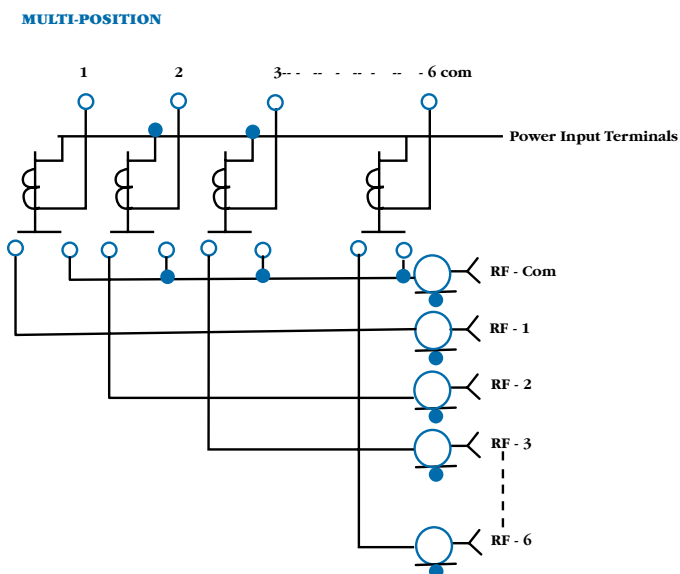 MULTI-POSITION
1 2 3-- - -- - -- - -- - 6 com
Power Input Terminals
RF - Com
RF - 1
RF - 2
RF - 3
RF - 6